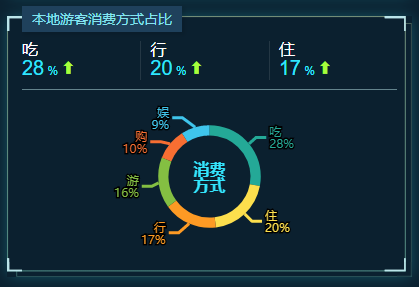 本地游客消费方式占比
吃 行 住
28 % 20 % 17 %
娱
9%
吃
28%
购
10%
消费
方式
游
16%
住
20%
行
17%